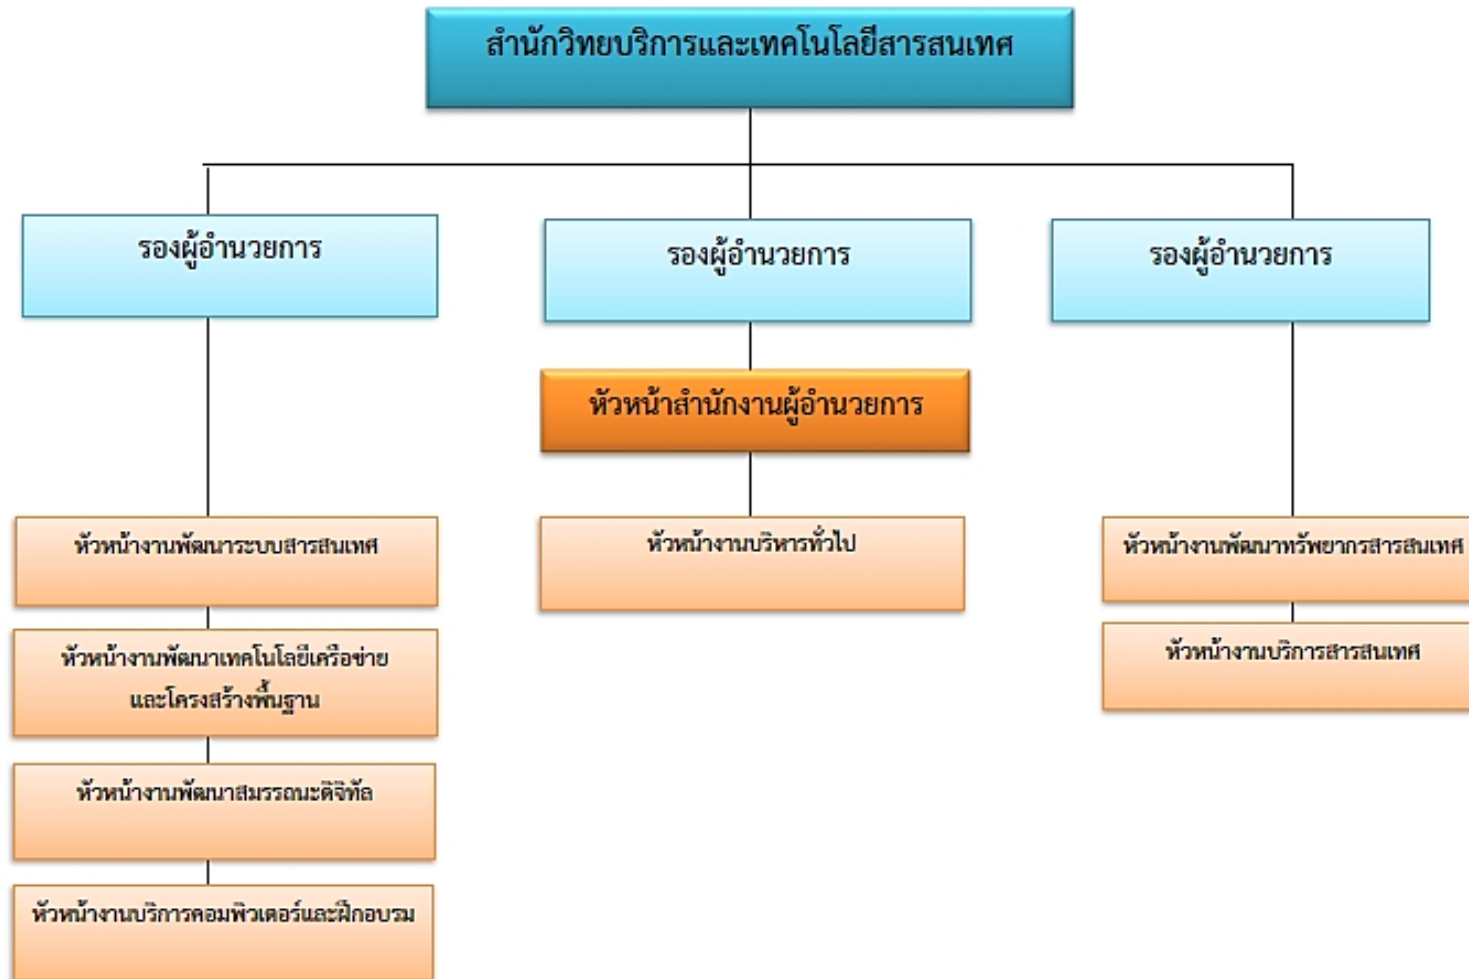 สำนักวิทยบริการและเทคโนโลยีสารสนเทศ
รองผู้อำนวยการ
รองผู้อำนวยการ
รองผู้อำนวยการ
หัวหน้าสำนักงานผู้อำนวยการ
หัวหน้างานพัฒนาระบบสารสนเทศ
หัวหน้างานบริหารทั่วไป
หัวหน้างานพัฒนาทรัพยากรสารสนเทศ
หัวหน้างานพัฒนาเทคโนโลยีเครือข่าย
และโครงสร้างพื้นฐาน
หัวหน้างานบริการสารสนเทศ
หัวหน้างานพัฒนาสมรรถนะดิจิทัล
หัวหน้างานบริการคอมพิวเตอร์และฝึกอบรม